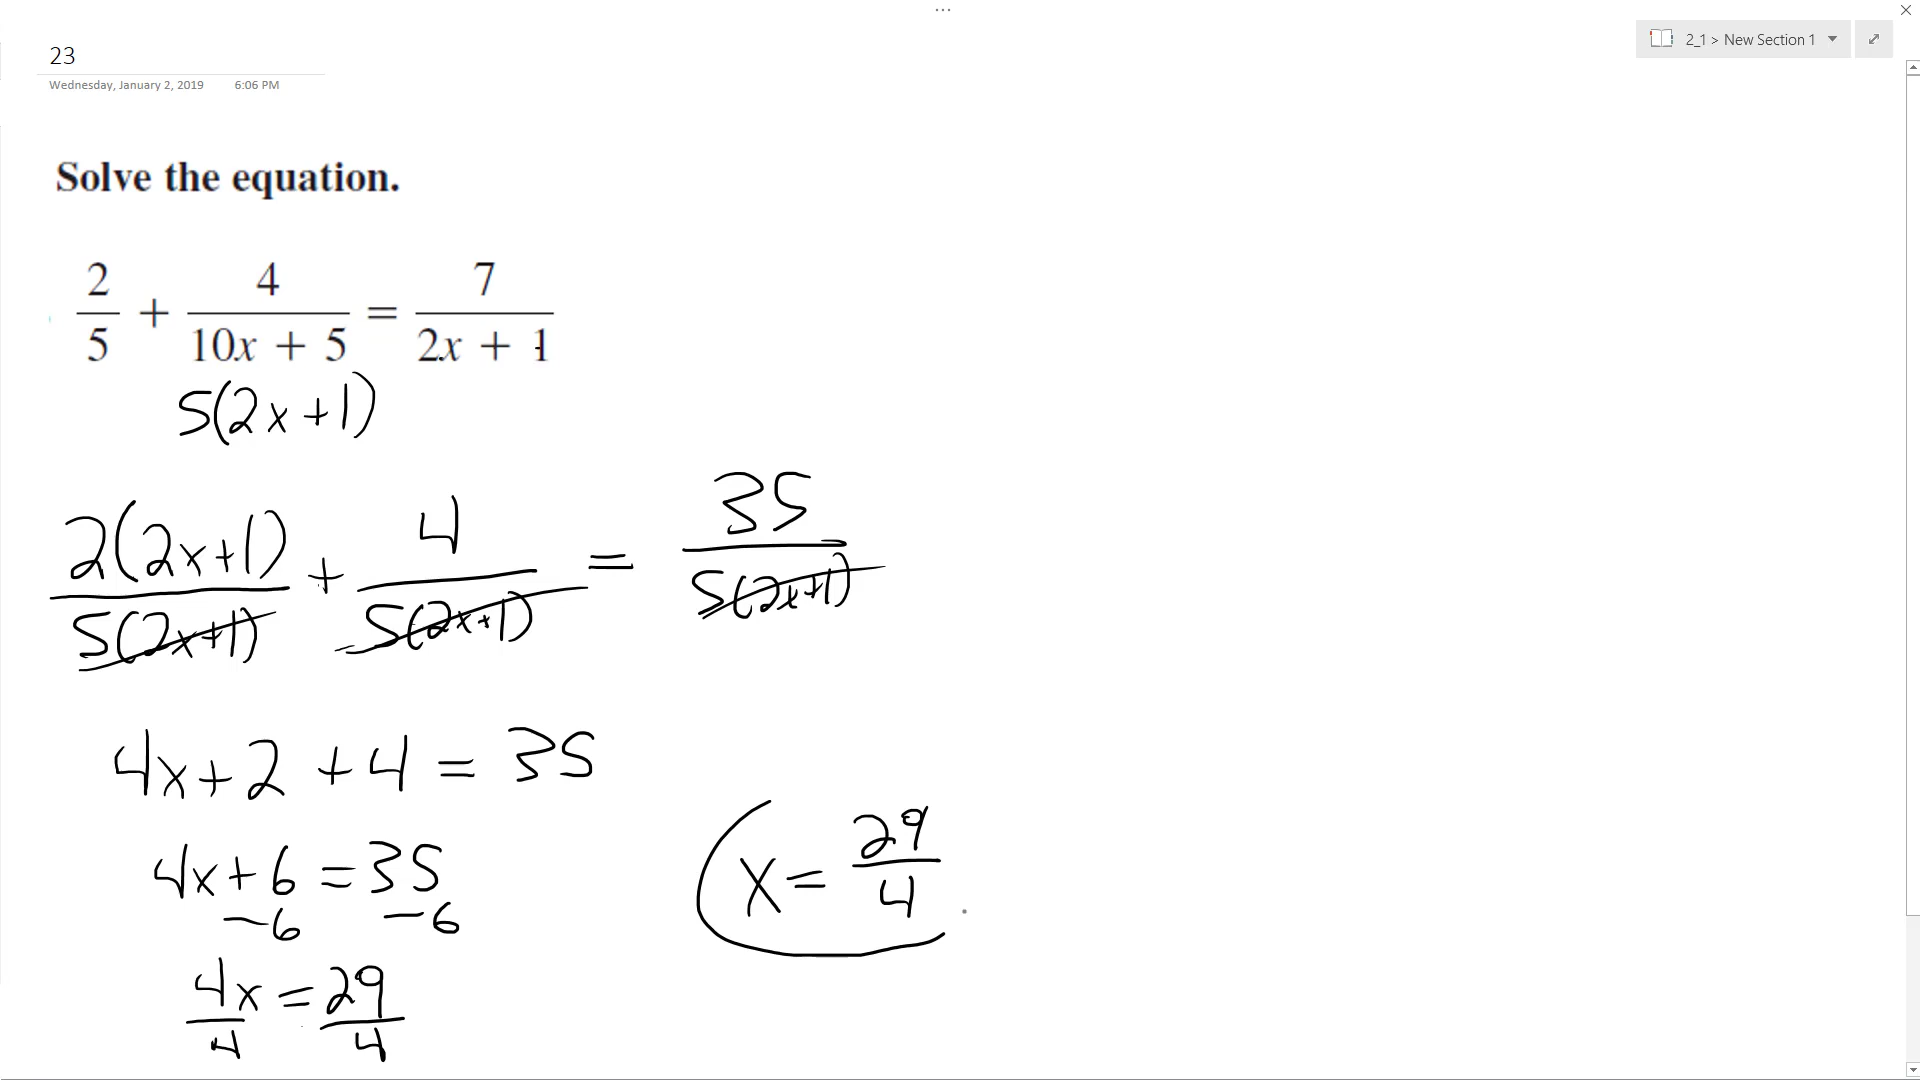 23
2_1 > New Section 1
Wednesday, January 2, 2019 6:06 PM
Solve the equation.
2/5 + 4/(10x + 5) = 7/(2x + 1)
5(2x+1)
2(2x+1)/5(2x+1) + 4/5(2x+1) = 35/5(2x+1)
4x+2 +4 = 35
4x+6 = 35
-6 -6
4x/4 = 29/4
x = 29/4